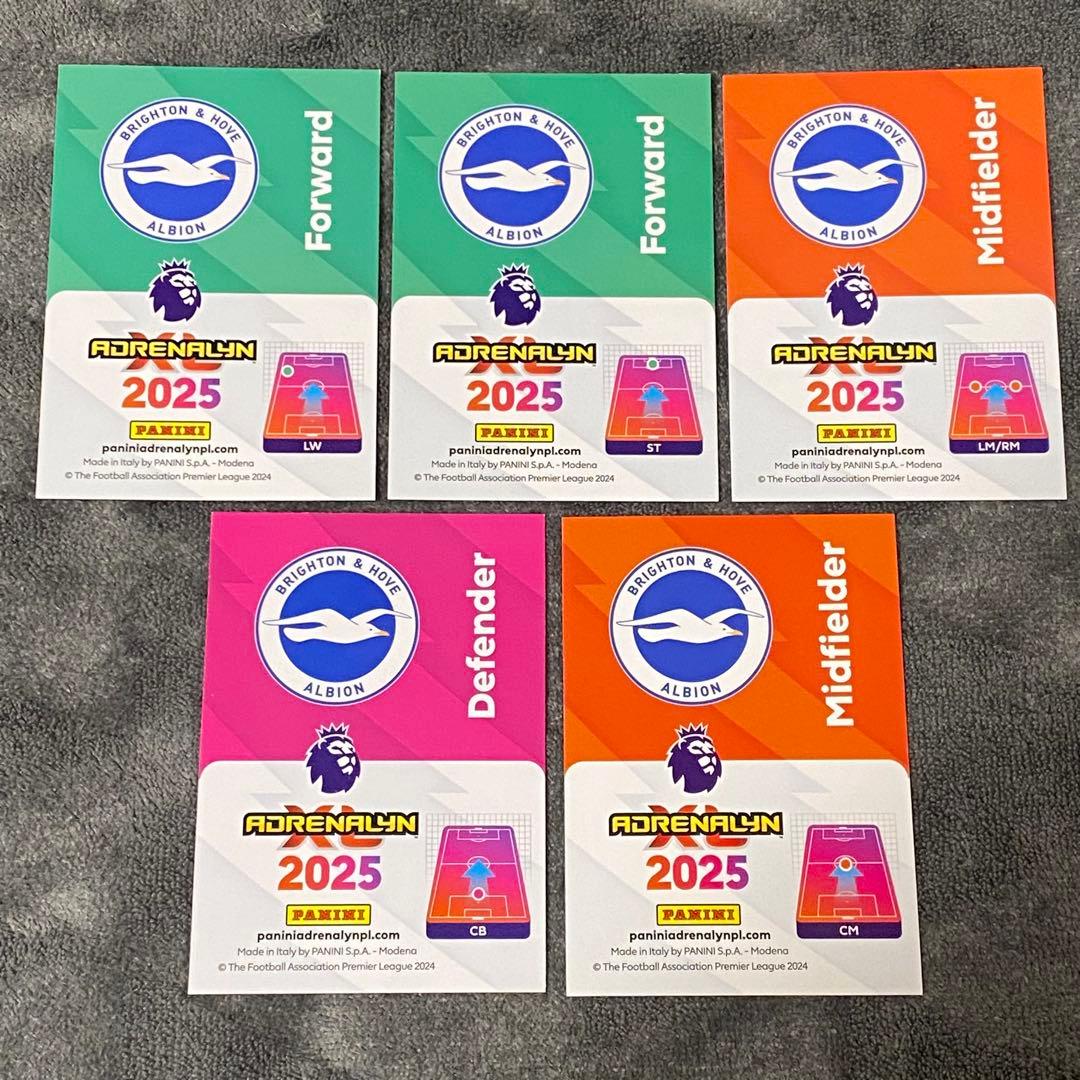 BRIGHTON & HOVE
ALBION
Forward
ADRENALYN
XL
2025
PANINI
paniniadrenalynpl.com
Made in Italy by PANINI S.p.A. - Modena
© The Football Association Premier League 2024
LW
BRIGHTON & HOVE
ALBION
Forward
ADRENALYN
XL
2025
PANINI
paniniadrenalynpl.com
Made in Italy by PANINI S.p.A. - Modena
© The Football Association Premier League 2024
ST
BRIGHTON & HOVE
ALBION
Midfielder
ADRENALYN
XL
2025
PANINI
paniniadrenalynpl.com
Made in Italy by PANINI S.p.A. - Modena
© The Football Association Premier League 2024
LM/RM
BRIGHTON & HOVE
ALBION
Defender
ADRENALYN
XL
2025
PANINI
paniniadrenalynpl.com
Made in Italy by PANINI S.p.A. - Modena
© The Football Association Premier League 2024
CB
BRIGHTON & HOVE
ALBION
Midfielder
ADRENALYN
XL
2025
PANINI
paniniadrenalynpl.com
Made in Italy by PANINI S.p.A. - Modena
© The Football Association Premier League 2024
CM